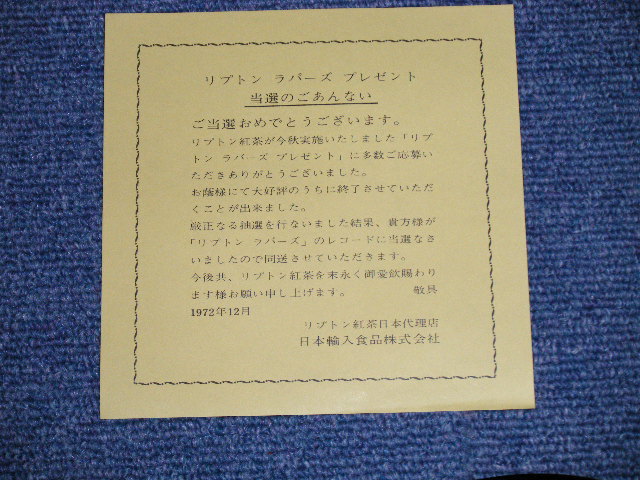 リプトン ラバーズ プレゼント
当選のごあんない
ご当選おめでとうございます。
リプトン紅茶が今秋実施いたしました「リプ
トン ラバーズ プレゼント」に多数ご応募い
ただきありがとうございました。
お蔭様にて大好評のうちに終了させていただ
くことが出来ました。
厳正なる抽選を行ないました結果、貴方様が
「リプトン ラバーズ」のレコードに当選なさ
いましたので同送させていただきます。
今後共、リプトン紅茶を末永く御愛飲賜わり
ます様お願い申し上げます。 敬具
1972年12月
リプトン紅茶日本代理店
日本輸入食品株式会社